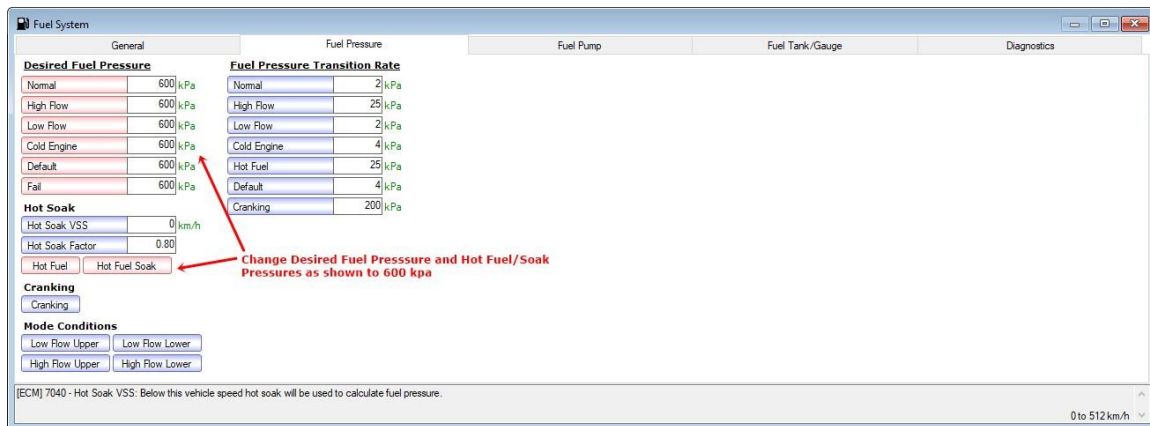 Fuel System
General Fuel Pressure Fuel Pump Fuel Tank/Gauge Diagnostics
Desired Fuel Pressure Fuel Pressure Transition Rate
Normal 600 kPa Normal 2 kPa
High Flow 600 kPa High Flow 25 kPa
Low Flow 600 kPa Low Flow 2 kPa
Cold Engine 600 kPa Cold Engine 4 kPa
Default 600 kPa Hot Fuel 25 kPa
Fail 600 kPa Default 4 kPa
Hot Soak Cranking 200 kPa
Hot Soak VSS 0 km/h
Hot Soak Factor 0.80
Hot Fuel Hot Fuel Soak Change Desired Fuel Presssure and Hot Fuel/Soak
Pressures as shown to 600 kpa
Cranking
Cranking
Mode Conditions
Low Flow Upper Low Flow Lower
High Flow Upper High Flow Lower
[ECM] 7040 - Hot Soak VSS: Below this vehicle speed hot soak will be used to calculate fuel pressure.
0 to 512 km/h